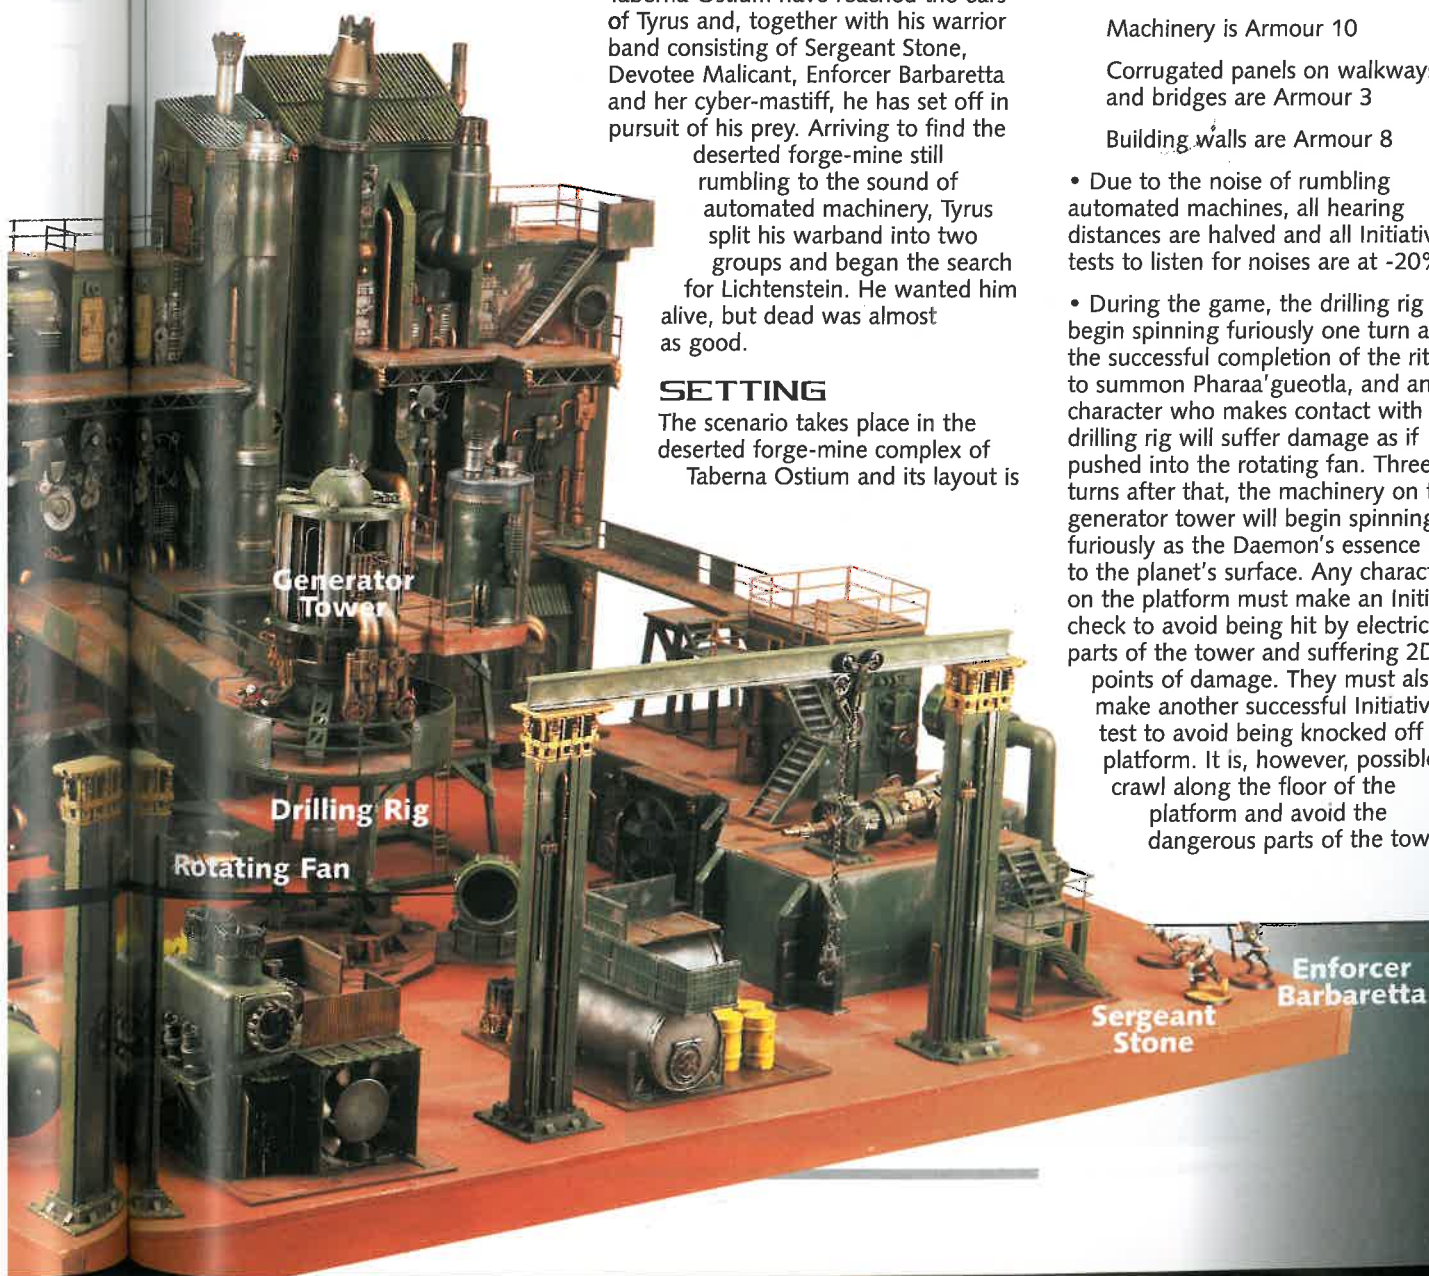 of Tyrus and, together with his warrior
band consisting of Sergeant Stone,
Devotee Malicant, Enforcer Barbaretta
and her cyber-mastiff, he has set off in
pursuit of his prey. Arriving to find the
deserted forge-mine still
rumbling to the sound of
automated machinery, Tyrus
split his warband into two
groups and began the search
for Lichtenstein. He wanted him
alive, but dead was almost
as good.
SETTING
The scenario takes place in the
deserted forge-mine complex of
Taberna Ostium and its layout is
Machinery is Armour 10
Corrugated panels on walkway
and bridges are Armour 3
Building walls are Armour 8
• Due to the noise of rumbling
automated machines, all hearing
distances are halved and all Initiativ
tests to listen for noises are at -20%
• During the game, the drilling rig
begin spinning furiously one turn a
the successful completion of the rit
to summon Pharaa'gueotla, and an
character who makes contact with
drilling rig will suffer damage as if
pushed into the rotating fan. Three
turns after that, the machinery on t
generator tower will begin spinning
furiously as the Daemon's essence
to the planet's surface. Any charact
on the platform must make an Initi
check to avoid being hit by electric
parts of the tower and suffering 2D
points of damage. They must als
make another successful Initiativ
test to avoid being knocked off
platform. It is, however, possible
crawl along the floor of the
platform and avoid the
dangerous parts of the tow
Generator
Tower
Drilling Rig
Rotating Fan
Enforcer
Barbaretta
Sergeant
Stone